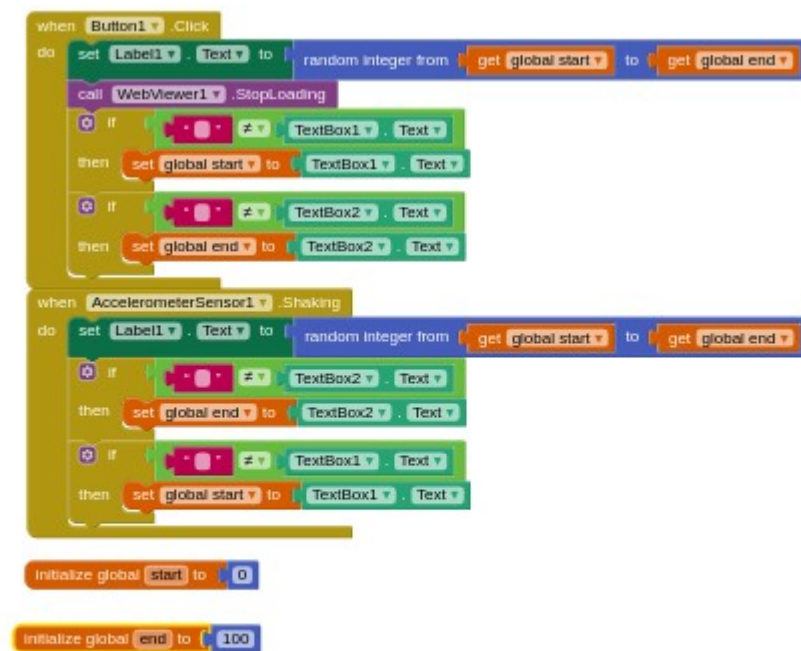 when Button1 .Click
do set Label1 . Text to random integer from get global start to get global end
call WebViewer1 .StopLoading
if " " ≠ TextBox1 . Text
then set global start to TextBox1 . Text
if " " ≠ TextBox2 . Text
then set global end to TextBox2 . Text
when AccelerometerSensor1 .Shaking
do set Label1 . Text to random integer from get global start to get global end
if " " ≠ TextBox2 . Text
then set global end to TextBox2 . Text
if " " ≠ TextBox1 . Text
then set global start to TextBox1 . Text
initialize global start to 0
initialize global end to 100